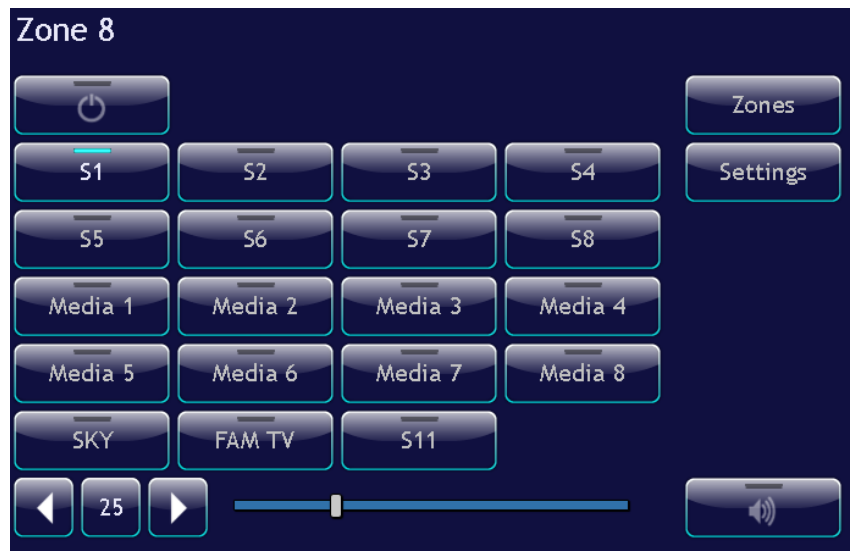 Zone 8
Zones
S1 S2 S3 S4 Settings
S5 S6 S7 S8
Media 1 Media 2 Media 3 Media 4
Media 5 Media 6 Media 7 Media 8
SKY FAM TV S11
25